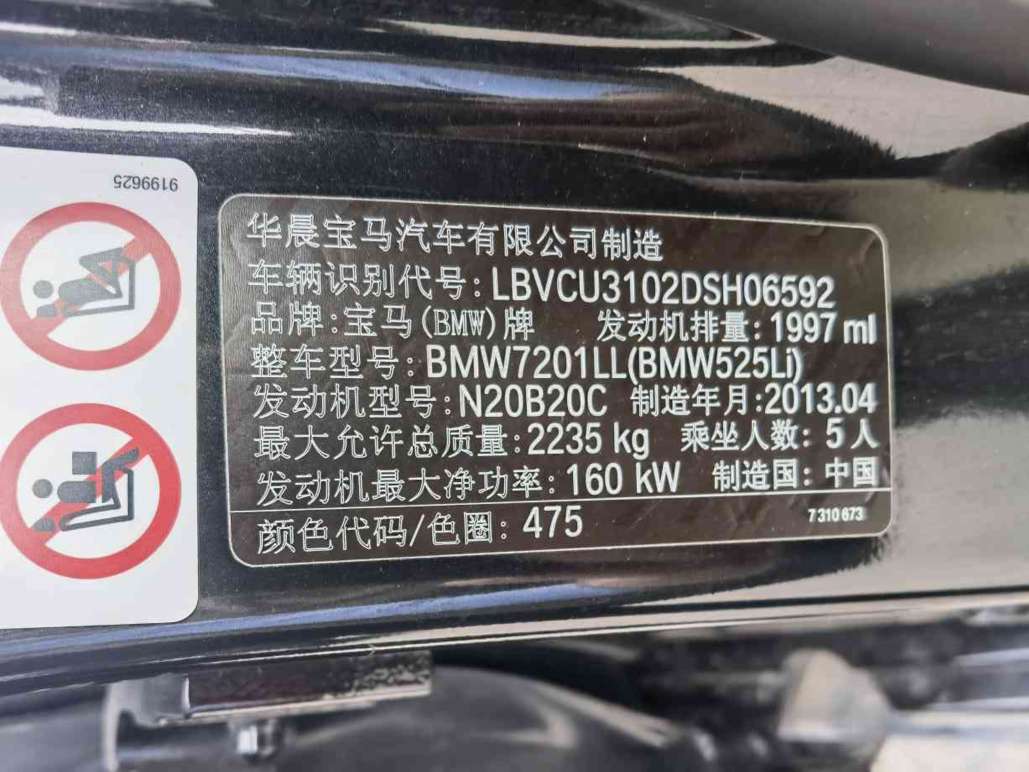 9199625
华晨宝马汽车有限公司制造
车辆识别代号: LBVCU3102DSH06592
品牌: 宝马(BMW)牌 发动机排量: 1997 ml
整车型号: BMW7201LL(BMW525Li)
发动机型号: N20B20C 制造年月: 2013.04
最大允许总质量: 2235 kg 乘坐人数: 5人
发动机最大净功率: 160 kW 制造国: 中国
颜色代码/色圈: 475 7 310 673